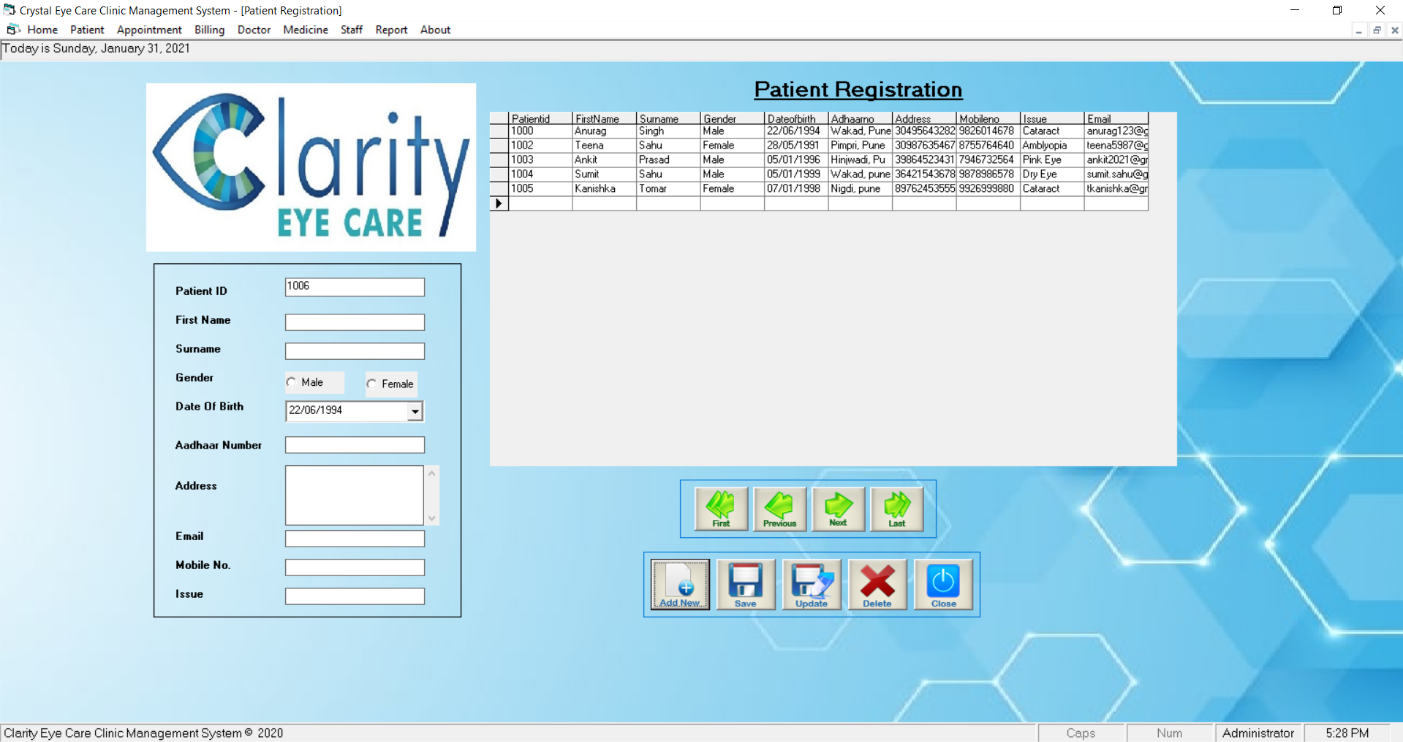 Crystal Eye Care Clinic Management System - [Patient Registration]
Home Patient Appointment Billing Doctor Medicine Staff Report About
Today is Sunday, January 31, 2021
Clarity
EYE CARE
Patient Registration
Patientid FirstName Surname Gender Dateofbirth Adhaarno Address Mobileno Issue Email
1000 Anurag Singh Male 22/06/1994 Wakad, Pune 30495643282 9826014678 Cataract anurag123@g
1002 Teena Sahu Female 28/05/1991 Pimpri, Pune 30987635467 8755764640 Amblyopia teena5987@g
1003 Ankit Prasad Male 05/01/1996 Hinjwadi, Pu 39864523431 7946732564 Pink Eye ankit2021@gr
1004 Sumit Sahu Male 05/01/1999 Wakad, pune 36421543678 9878986578 Dry Eye sumit.sahu@g
1005 Kanishka Tomar Female 07/01/1998 Nigdi, pune 89762453555 9926999880 Cataract tkanishka@gr
Patient ID 1006
First Name
Surname
Gender Male Female
Date Of Birth 22/06/1994
Aadhaar Number
Address
Email
Mobile No.
Issue
First Previous Next Last
Add New Save Update Delete Close
Clarity Eye Care Clinic Management System © 2020 Caps Num Administrator 5:28 PM